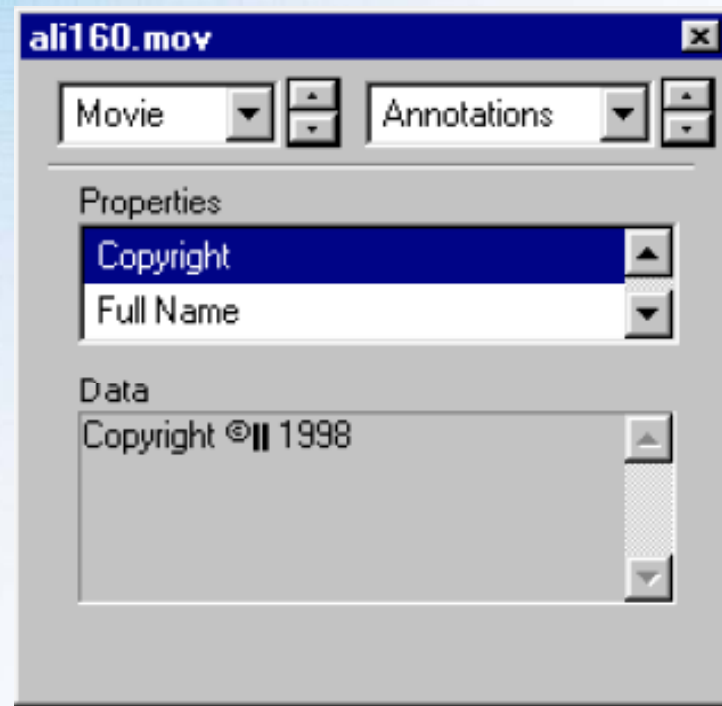 ali160.mov
Movie Annotations
Properties
Copyright
Full Name
Data
Copyright ©|| 1998